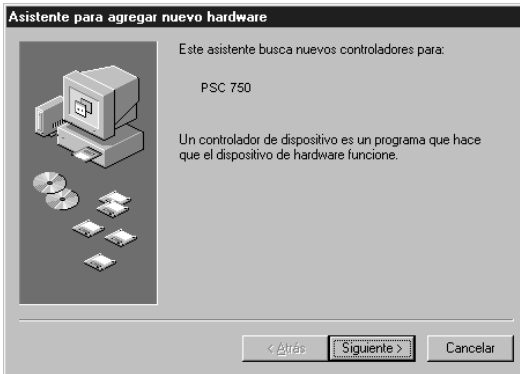 Asistente para agregar nuevo hardware
Este asistente busca nuevos controladores para:
PSC 750
Un controlador de dispositivo es un programa que hace
que el dispositivo de hardware funcione.
< Atrás
Siguiente >
Cancelar